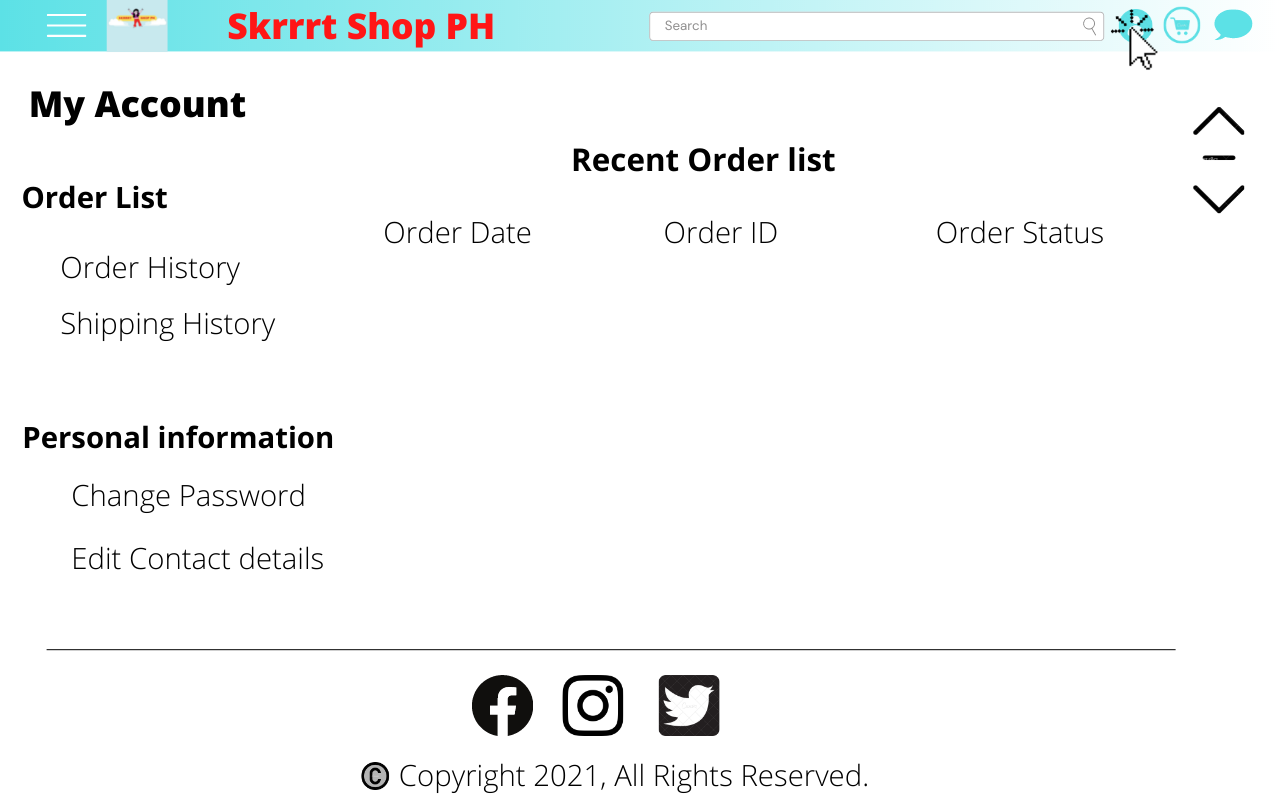 Skrrrt Shop PH
Search
My Account
Recent Order list
Order List
Order Date Order ID Order Status
Order History
Shipping History
Personal information
Change Password
Edit Contact details
© Copyright 2021, All Rights Reserved.